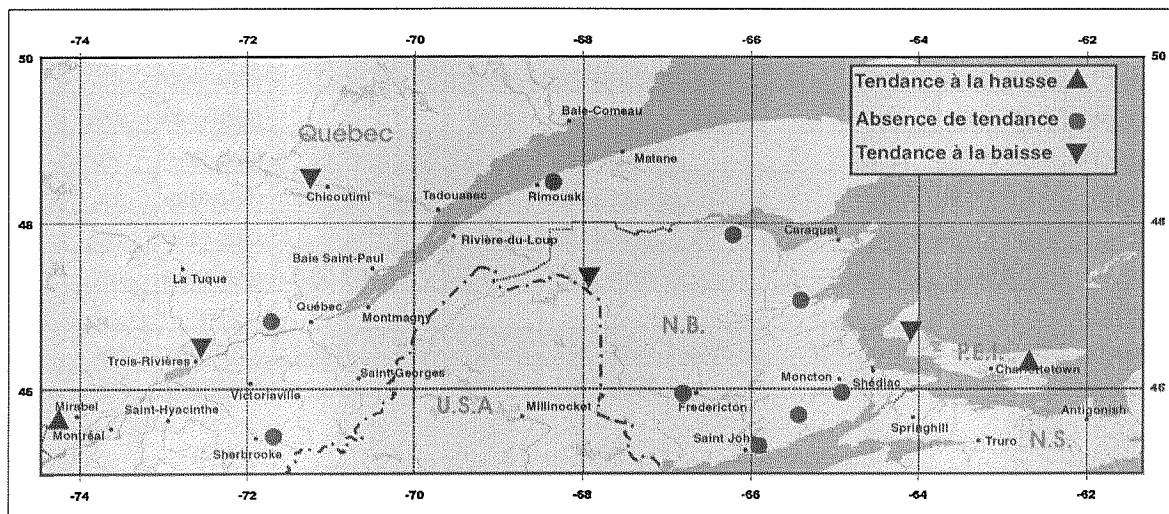 -74 -72 -70 -68 -66 -64 -62
50 50
Tendance à la hausse
Absence de tendance
Tendance à la baisse
Baie-Comeau
Québec
Matane
Chicoutimi
Tadoussac
Rimousk
48 48
Rivière-du-Loup
Caraquet
Baie Saint-Paul
La Tuque
Québec
Montmagny
N.B.
Trois-Rivières
Saint-Georges
P.E.I.
Charlottetown
Moncton
Shédiac
46 46
Victoriaville
U.S.A
Mirabel
Saint-Hyacinthe
Millinocket
Fredericton
Antigonish
Montréal
Springhill
N.S.
Sherbrooke
Saint Joh
Truro
-74 -72 -70 -68 -66 -64 -62